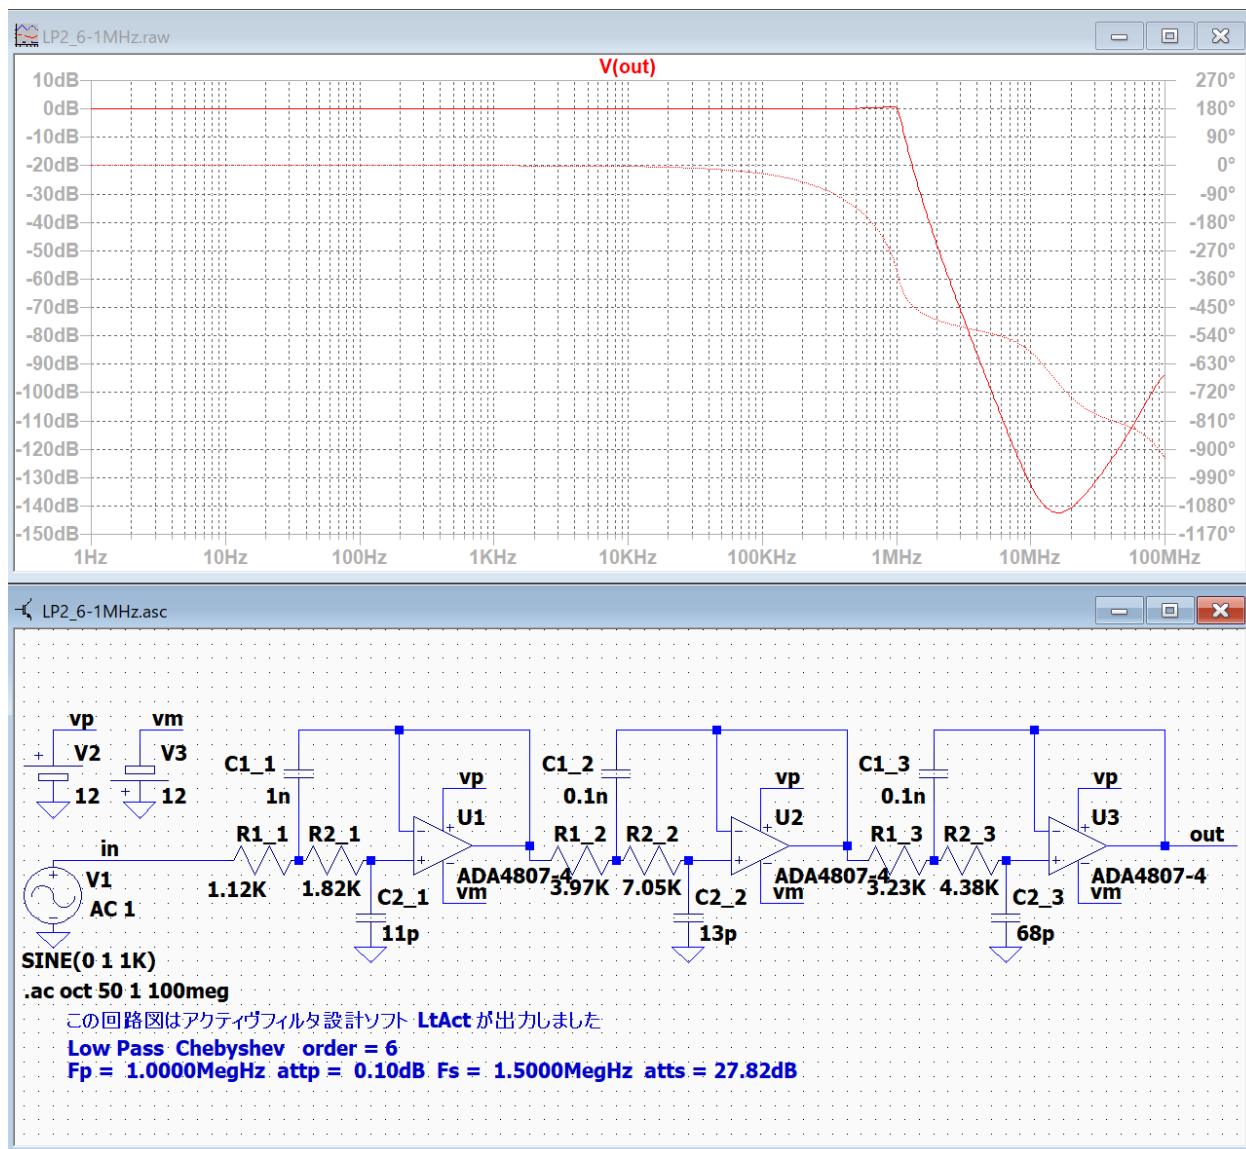 LP2_6-1MHz.raw
V(out)
10dB
0dB
-10dB
-20dB
-30dB
-40dB
-50dB
-60dB
-70dB
-80dB
-90dB
-100dB
-110dB
-120dB
-130dB
-140dB
-150dB
270°
180°
90°
0°
-90°
-180°
-270°
-360°
-450°
-540°
-630°
-720°
-810°
-900°
-990°
-1080°
-1170°
1Hz 10Hz 100Hz 1KHz 10KHz 100KHz 1MHz 10MHz 100MHz
LP2_6-1MHz.asc
vp vm
V2 V3
12 12
C1_1 C1_2 C1_3
1n 0.1n 0.1n
vp vp vp
U1 U2 U3
in
R1_1 R2_1 R1_2 R2_2 R1_3 R2_3
out
V1
AC 1
1.12K 1.82K 3.97K 7.05K 3.23K 4.38K
ADA4807-4 ADA4807-4 ADA4807-4
vm vm vm
C2_1 C2_2 C2_3
11p 13p 68p
SINE(0 1 1K)
.ac oct 50 1 100meg
この回路図はアクティヴフィルタ設計ソフト LtAct が出力しました
Low Pass Chebyshev order = 6
Fp = 1.0000MegHz attp = 0.10dB Fs = 1.5000MegHz atts = 27.82dB